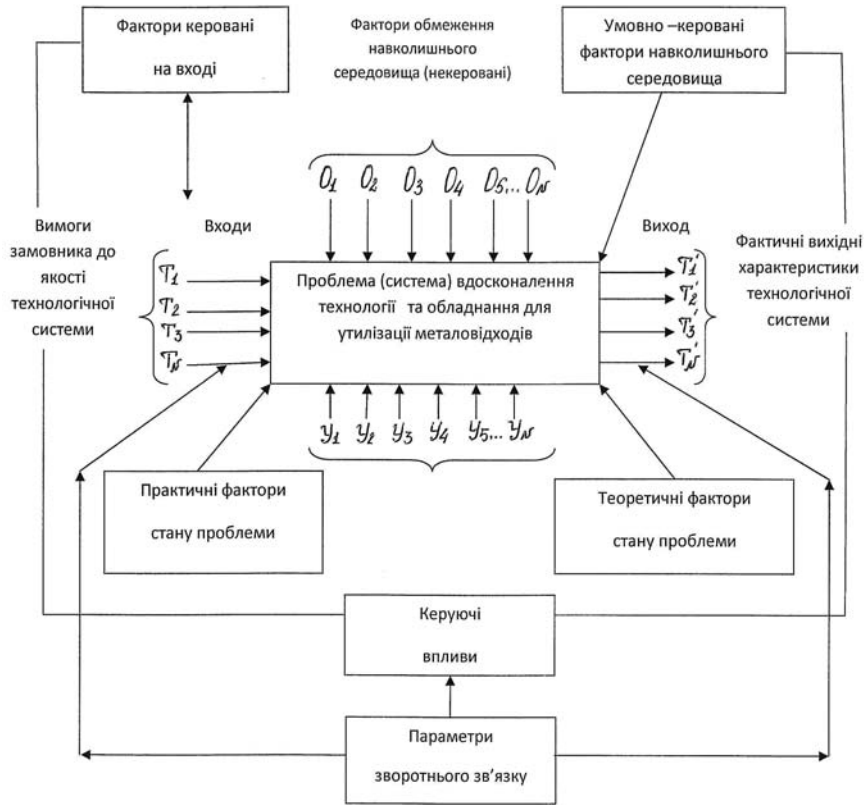 Фактори керовані
на вході
Фактори обмеження
навколишнього
середовища (некеровані)
Умовно –керовані
фактори навколишнього
середовища
O1 O2 O3 O4 O5... ON
Вимоги
замовника до
якості
технологічної
системи
Входи
T1
T2
T3
TN
Проблема (система) вдосконалення
технології та обладнання для
утилізації металовідходів
Виход
T1'
T2'
T3'
TN'
Фактичні вихідні
характеристики
технологічної
системи
У1 У2 У3 У4 У5... УN
Практичні фактори
стану проблеми
Теоретичні фактори
стану проблеми
Керуючі
впливи
Параметри
зворотнього зв’язку